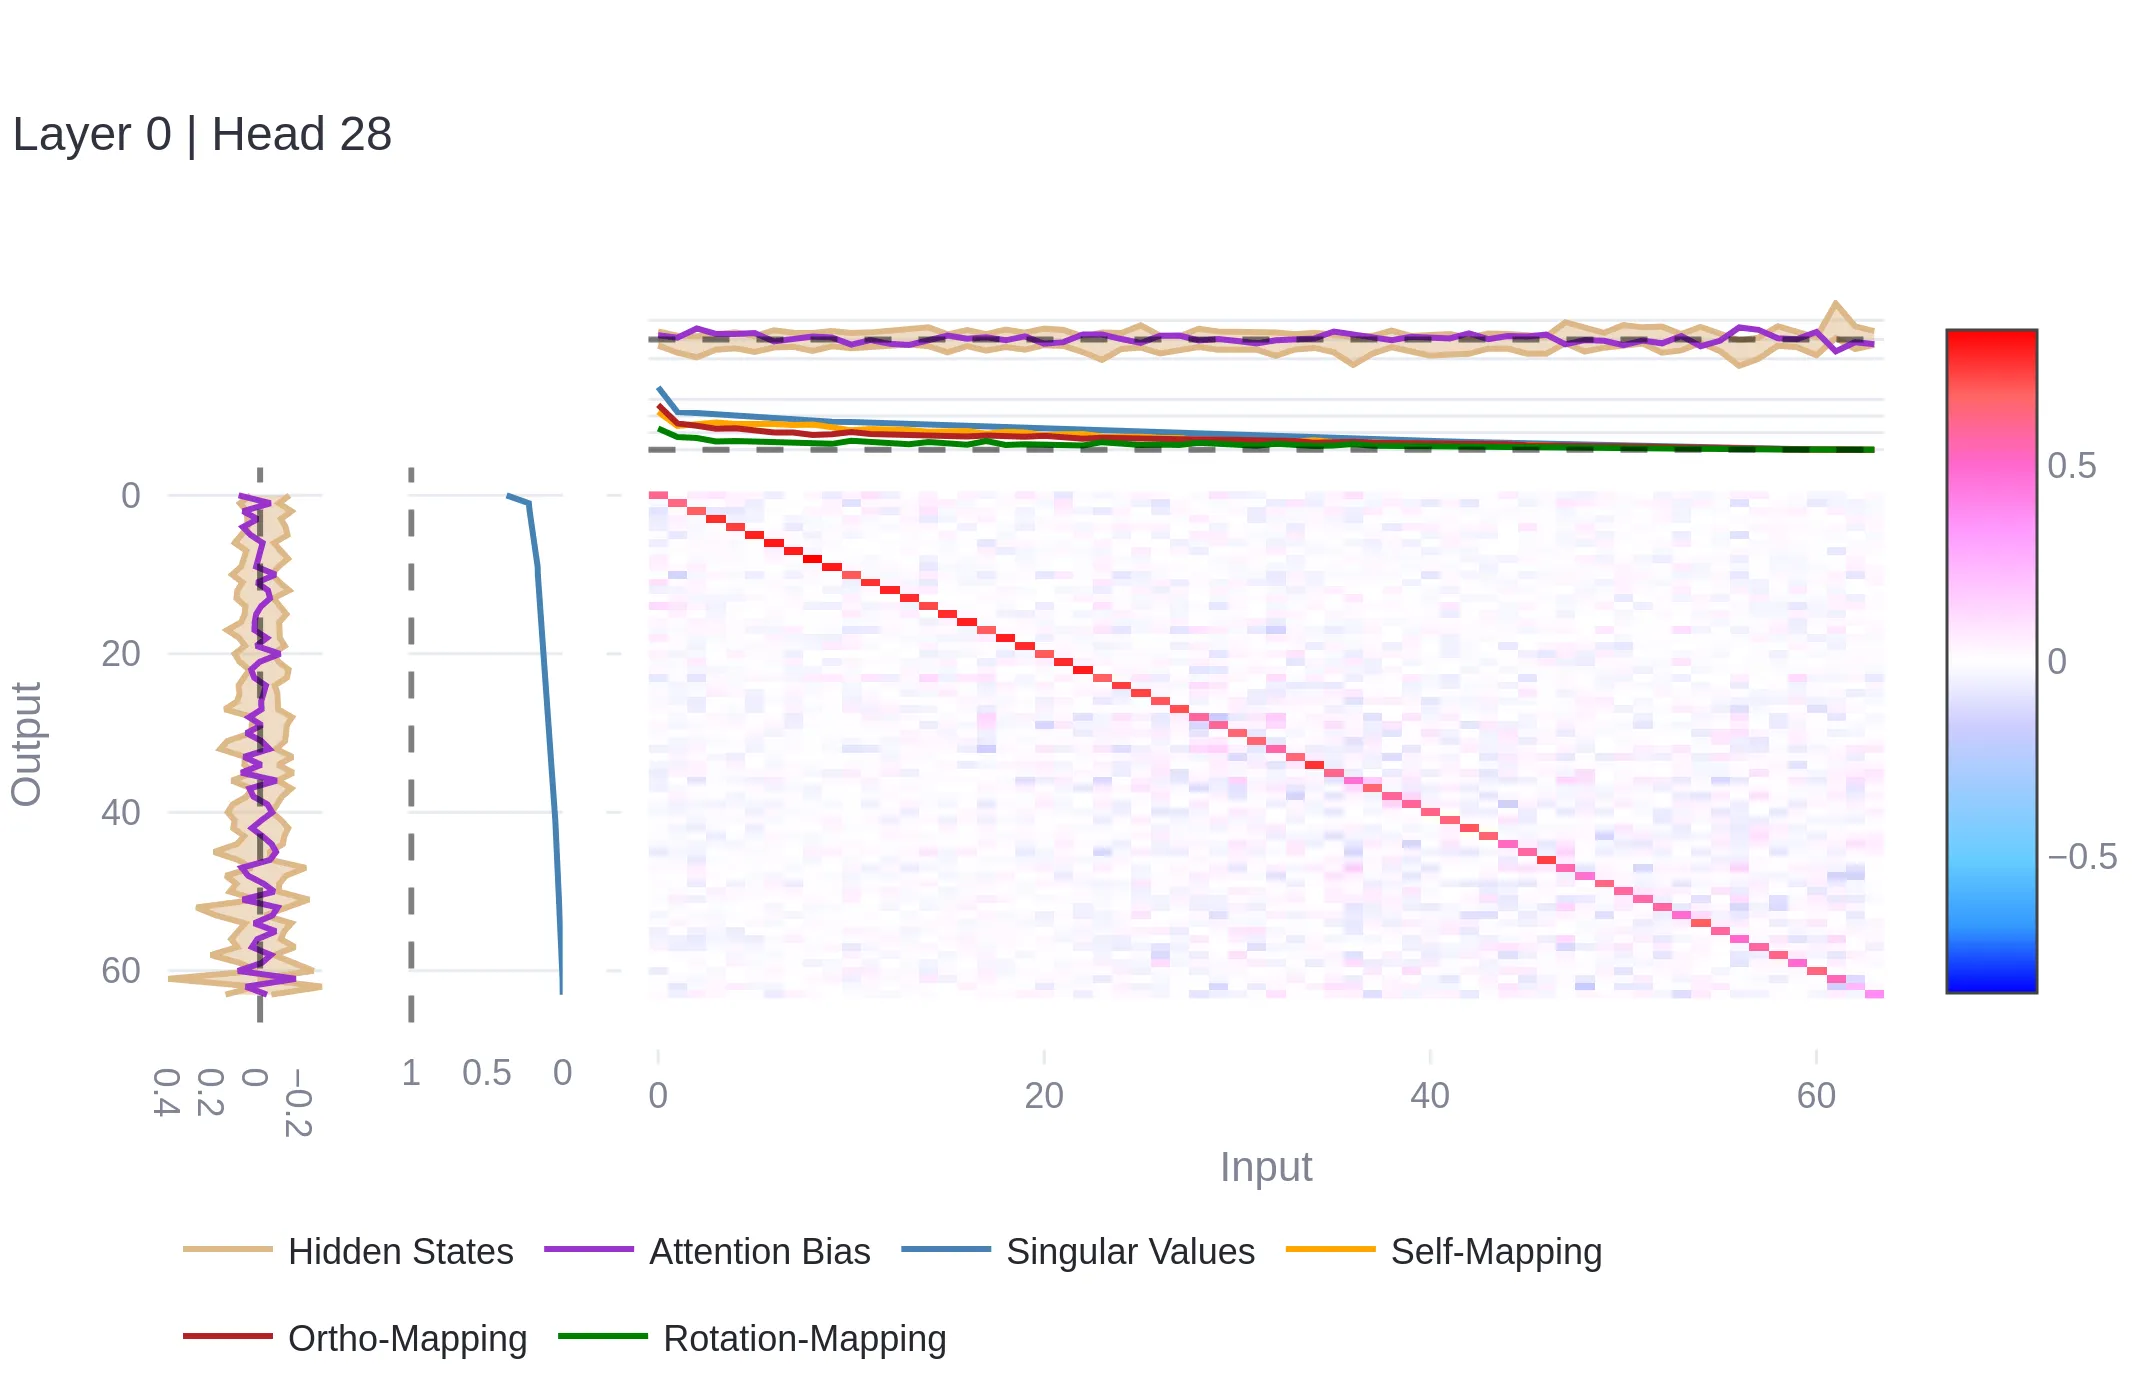 Layer 0 | Head 28
0
20
40
60
Output
0.4
0.2
0
−0.2
1 0.5 0
0 20 40 60
Input
0.5
0
−0.5
Hidden States Attention Bias Singular Values Self-Mapping
Ortho-Mapping Rotation-Mapping